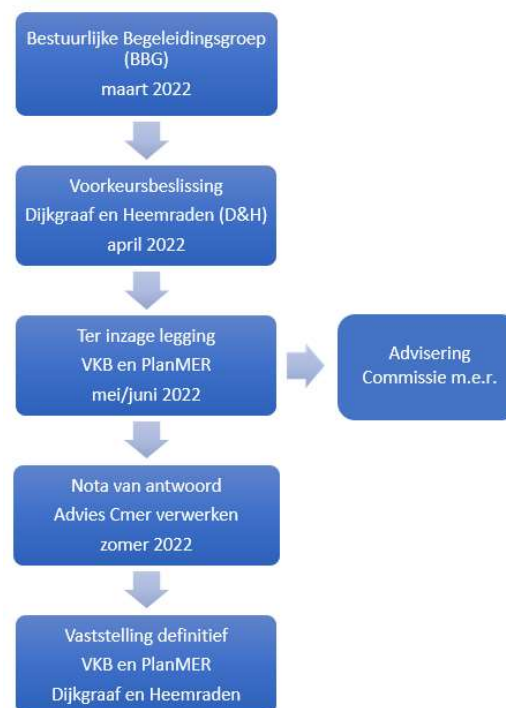 Bestuurlijke Begeleidingsgroep
(BBG)
maart 2022
Voorkeursbeslissing
Dijkgraaf en Heemraden (D&H)
april 2022
Ter inzage legging
VKB en PlanMER
mei/juni 2022
Advisering
Commissie m.e.r.
Nota van antwoord
Advies Cmer verwerken
zomer 2022
Vaststelling definitief
VKB en PlanMER
Dijkgraaf en Heemraden